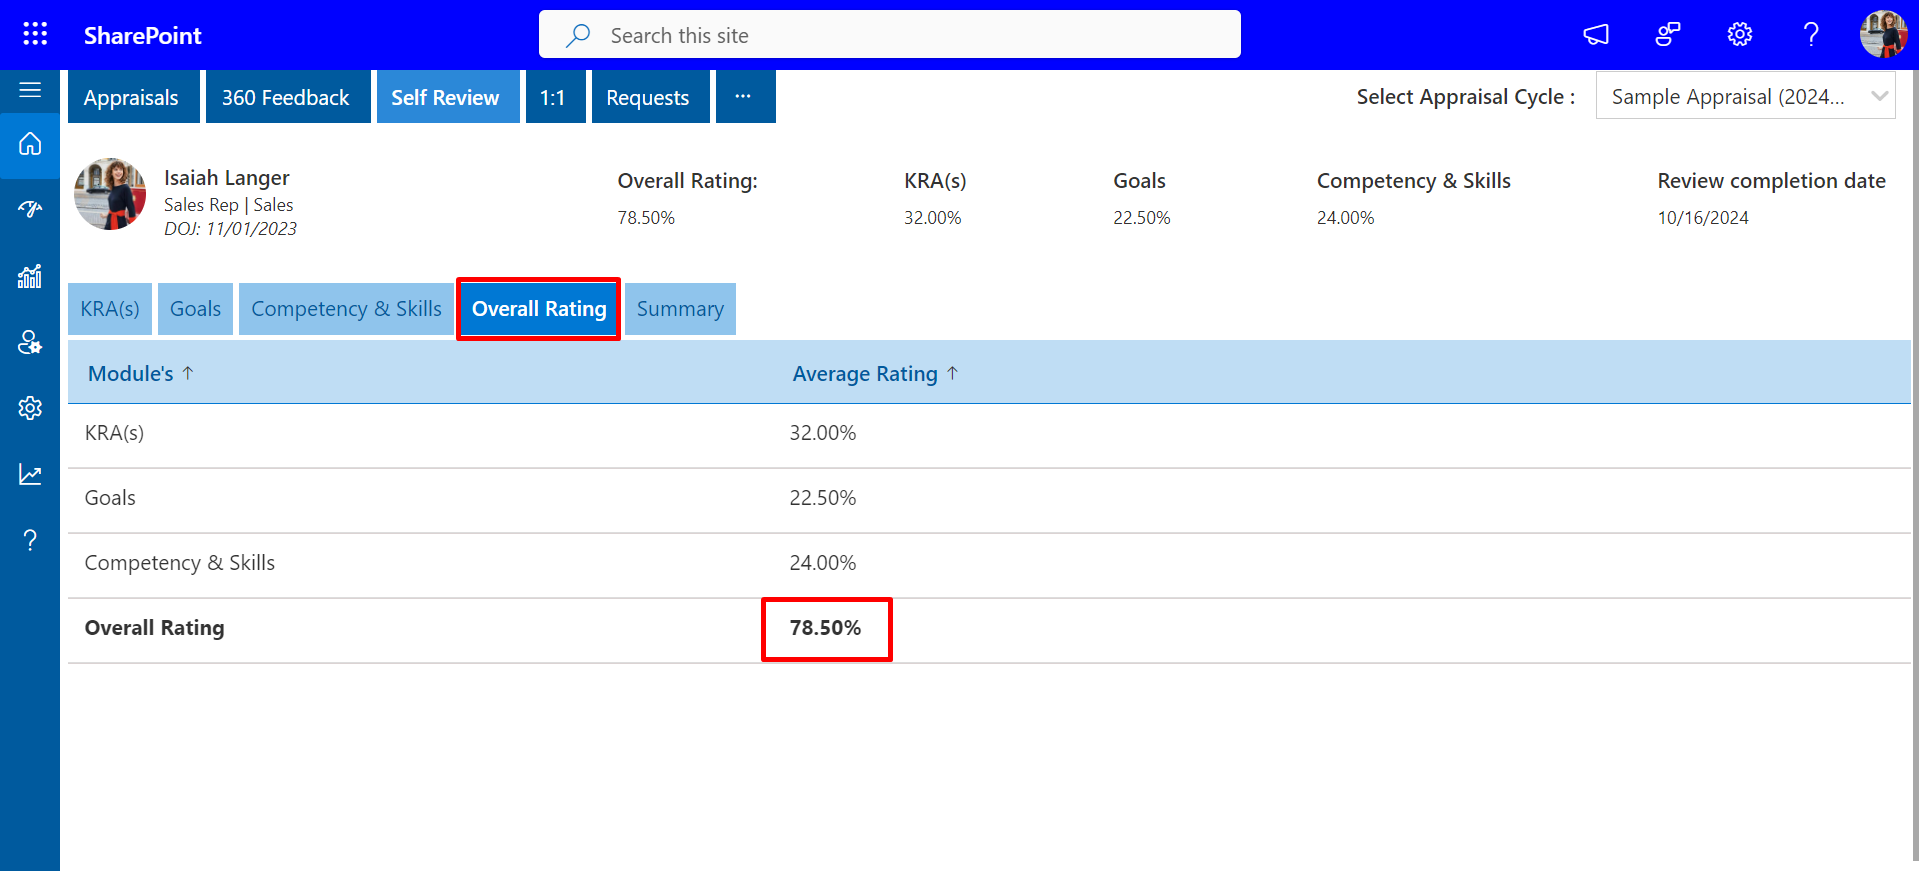 SharePoint
Search this site
Appraisals
360 Feedback
Self Review
1:1
Requests
...
Select Appraisal Cycle :
Sample Appraisal (2024...
Isaiah Langer
Sales Rep | Sales
DOJ: 11/01/2023
Overall Rating:
78.50%
KRA(s)
32.00%
Goals
22.50%
Competency & Skills
24.00%
Review completion date
10/16/2024
KRA(s)
Goals
Competency & Skills
Overall Rating
Summary
Module's ↑
Average Rating ↑
KRA(s)
32.00%
Goals
22.50%
Competency & Skills
24.00%
Overall Rating
78.50%